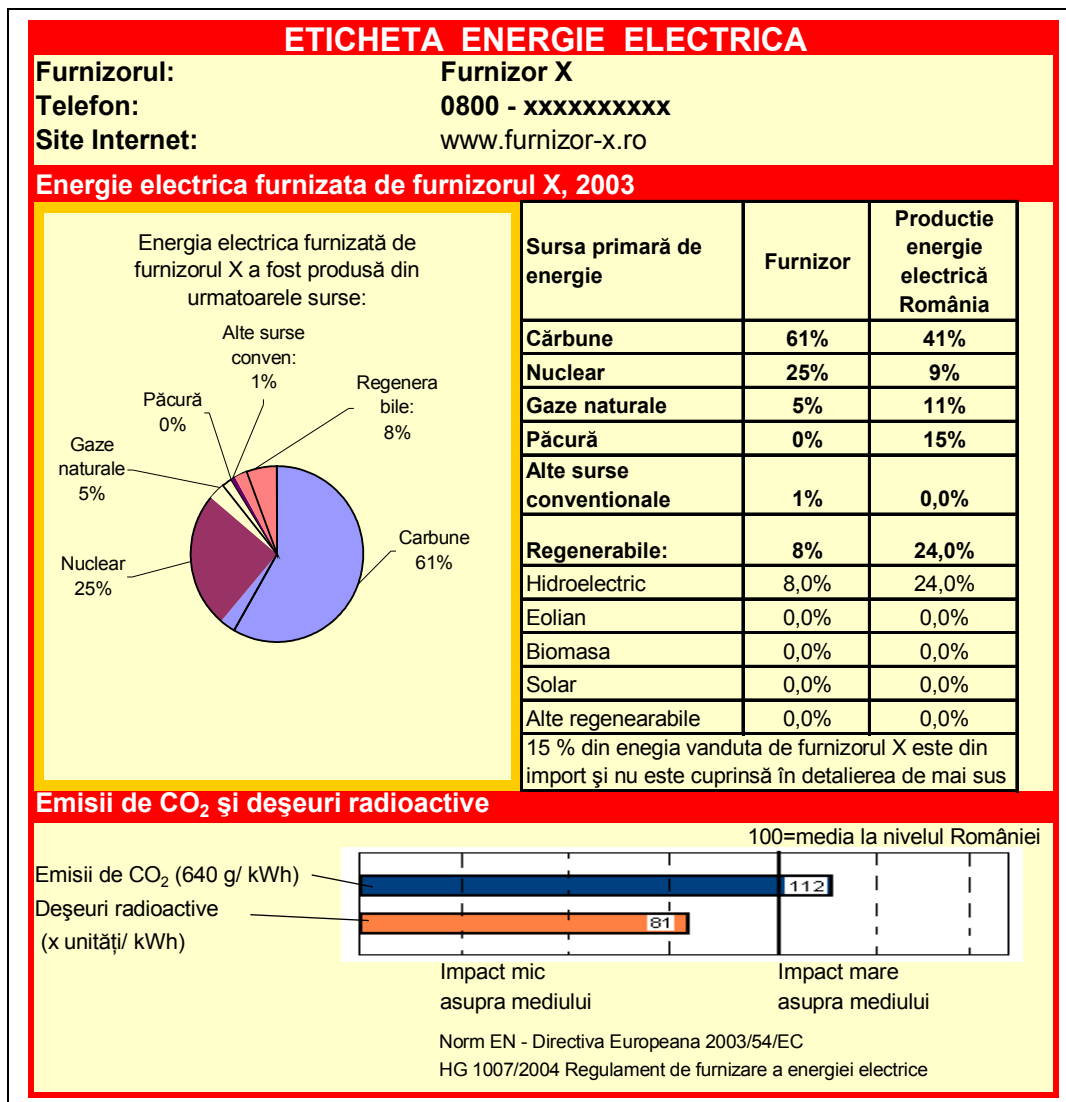 ETICHETA ENERGIE ELECTRICA
Furnizorul: Furnizor X
Telefon: 0800 - xxxxxxxxxx
Site Internet: www.furnizor-x.ro
Energie electrica furnizata de furnizorul X, 2003
Energia electrica furnizată de
furnizorul X a fost produsă din
urmatoarele surse:
Alte surse
conven:
1%
Regenera
bile:
8%
Păcură
0%
Gaze
naturale
5%
Nuclear
25%
Carbune
61%
Sursa primară de
energie
Furnizor
Productie
energie
electrică
România
Cărbune 61% 41%
Nuclear 25% 9%
Gaze naturale 5% 11%
Păcură 0% 15%
Alte surse
conventionale 1% 0,0%
Regenerabile: 8% 24,0%
Hidroelectric 8,0% 24,0%
Eolian 0,0% 0,0%
Biomasa 0,0% 0,0%
Solar 0,0% 0,0%
Alte regenearabile 0,0% 0,0%
15 % din enegia vanduta de furnizorul X este din
import şi nu este cuprinsă în detalierea de mai sus
Emisii de CO₂ şi deşeuri radioactive
100=media la nivelul României
Emisii de CO₂ (640 g/ kWh)
112
Deşeuri radioactive
(x unităţi/ kWh)
81
Impact mic
asupra mediului
Impact mare
asupra mediului
Norm EN - Directiva Europeana 2003/54/EC
HG 1007/2004 Regulament de furnizare a energiei electrice